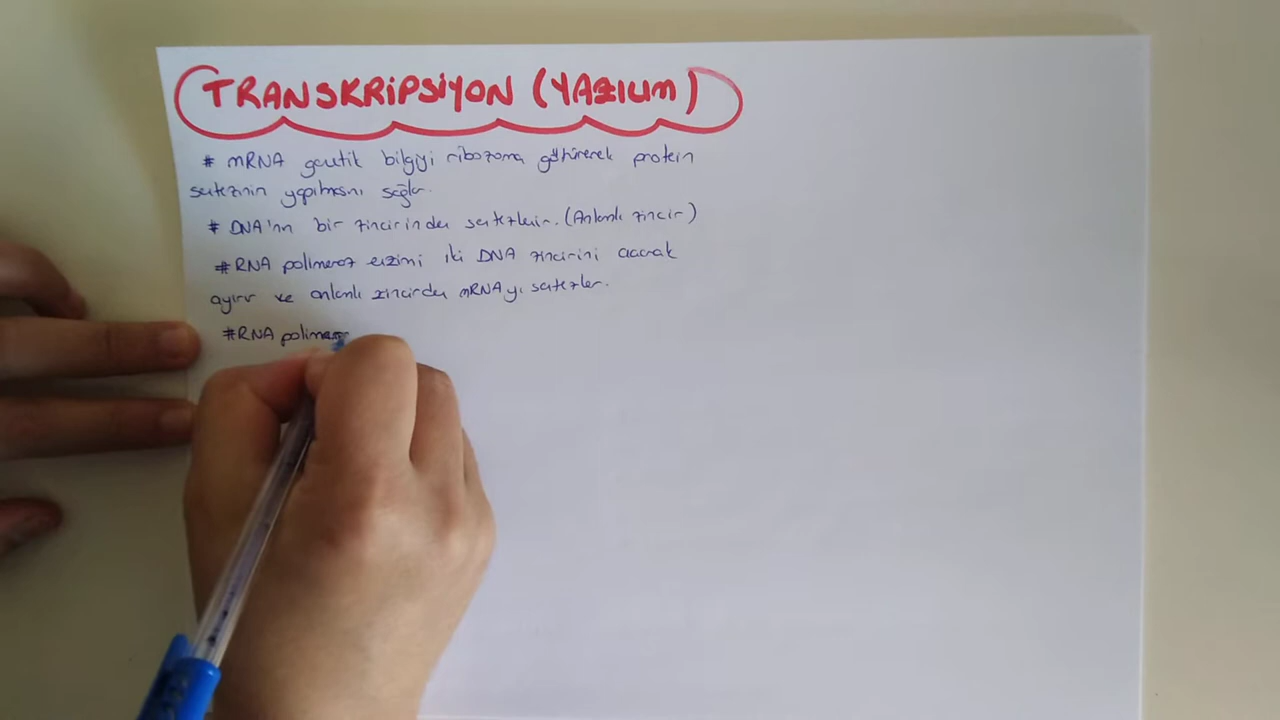 TRANSKRİPSİYON (YAZILIM)
# mRNA genetik bilgiyi ribozoma götürerek protein
sentezinin yapılmasını sağlar.
# DNA'nın bir zincirinden sentezlenir. (Anlamlı zincir)
#RNA polimeraz enzimi iki DNA zincirini açarak
ayırır ve anlamlı zincirden mRNA yı sentezler.
#RNA polimeraz